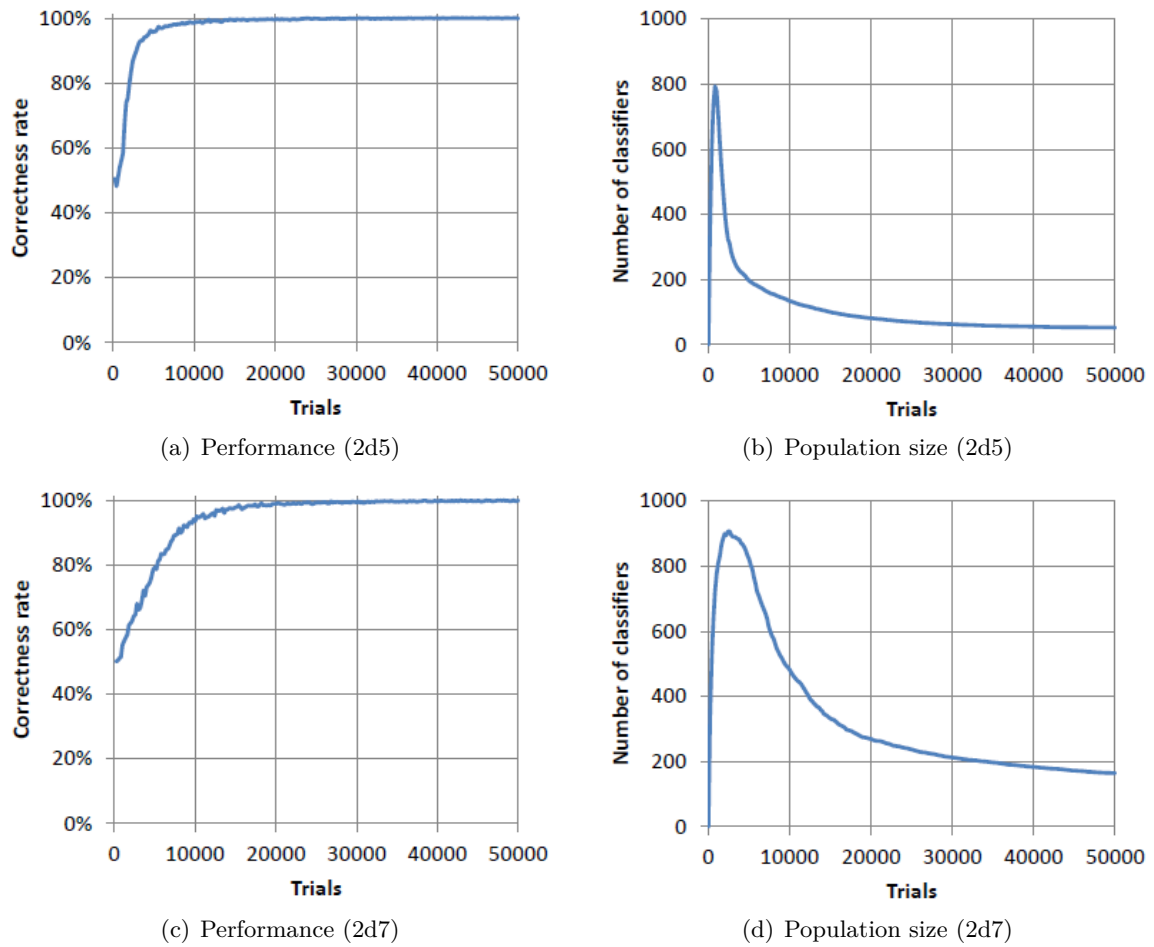 100%
80%
60%
40%
20%
0%
Correctness rate
0 10000 20000 30000 40000 50000
Trials
(a) Performance (2d5)
1000
800
600
400
200
0
Number of classifiers
0 10000 20000 30000 40000 50000
Trials
(b) Population size (2d5)
100%
80%
60%
40%
20%
0%
Correctness rate
0 10000 20000 30000 40000 50000
Trials
(c) Performance (2d7)
1000
800
600
400
200
0
Number of classifiers
0 10000 20000 30000 40000 50000
Trials
(d) Population size (2d7)